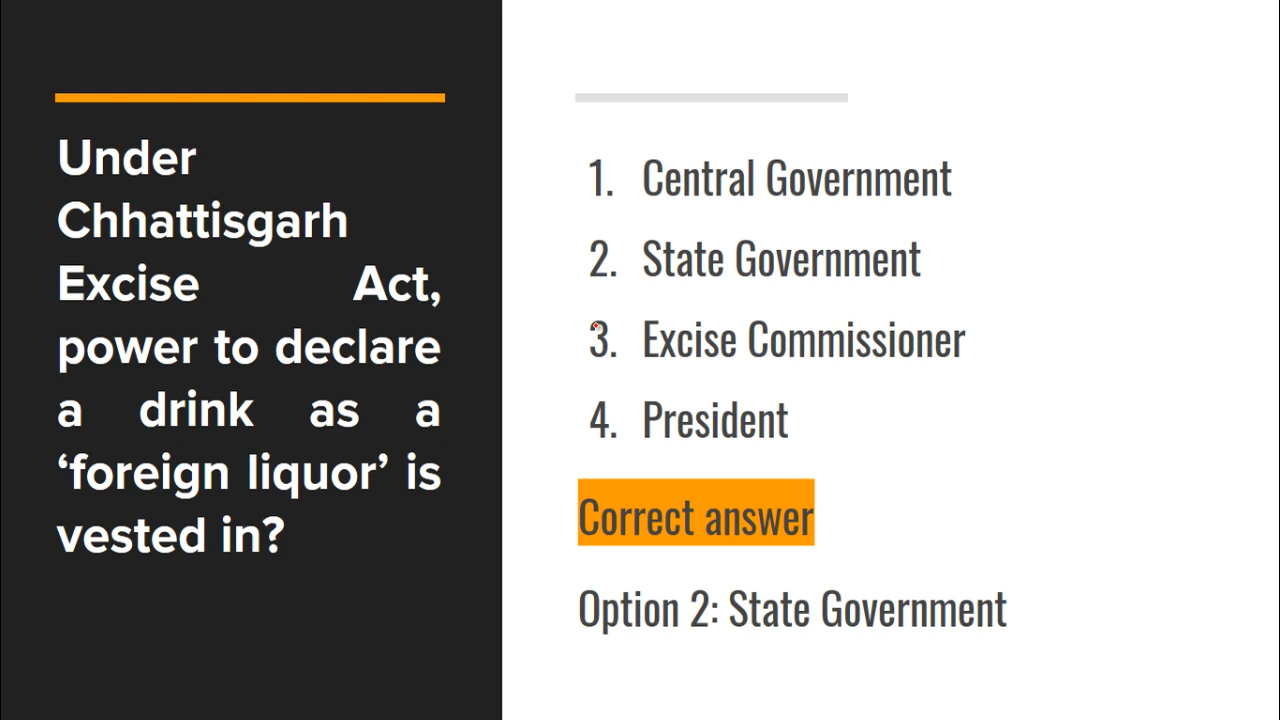 Under
Chhattisgarh
Excise Act,
power to declare
a drink as a
‘foreign liquor’ is
vested in?
1. Central Government
2. State Government
3. Excise Commissioner
4. President
Correct answer
Option 2: State Government